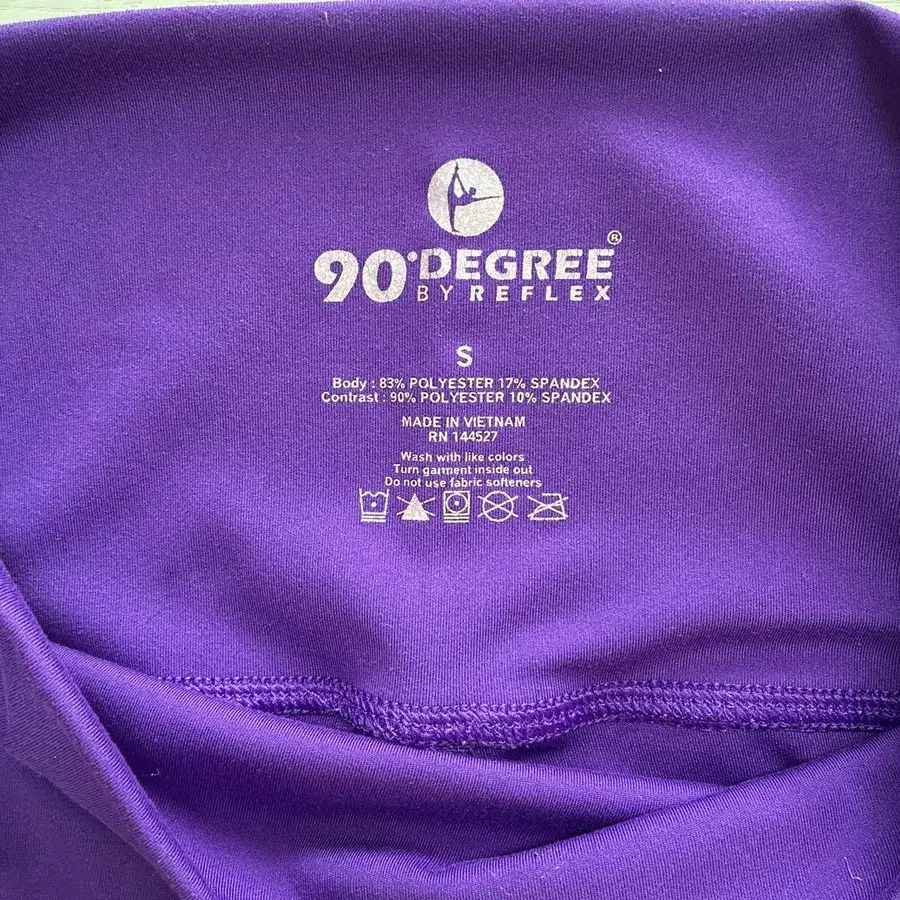 90°DEGREE®
BY REFLEX
S
Body : 83% POLYESTER 17% SPANDEX
Contrast : 90% POLYESTER 10% SPANDEX
MADE IN VIETNAM
RN 144527
Wash with like colors
Turn garment inside out
Do not use fabric softeners